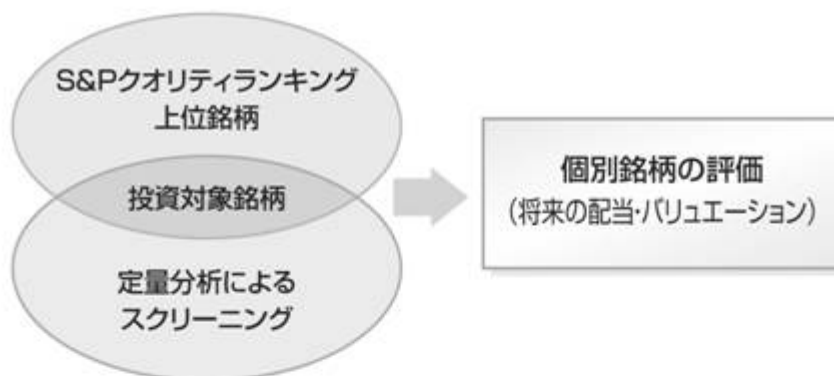 S&Pクオリティランキング
上位銘柄
投資対象銘柄
定量分析による
スクリーニング
個別銘柄の評価
(将来の配当・バリュエーション)